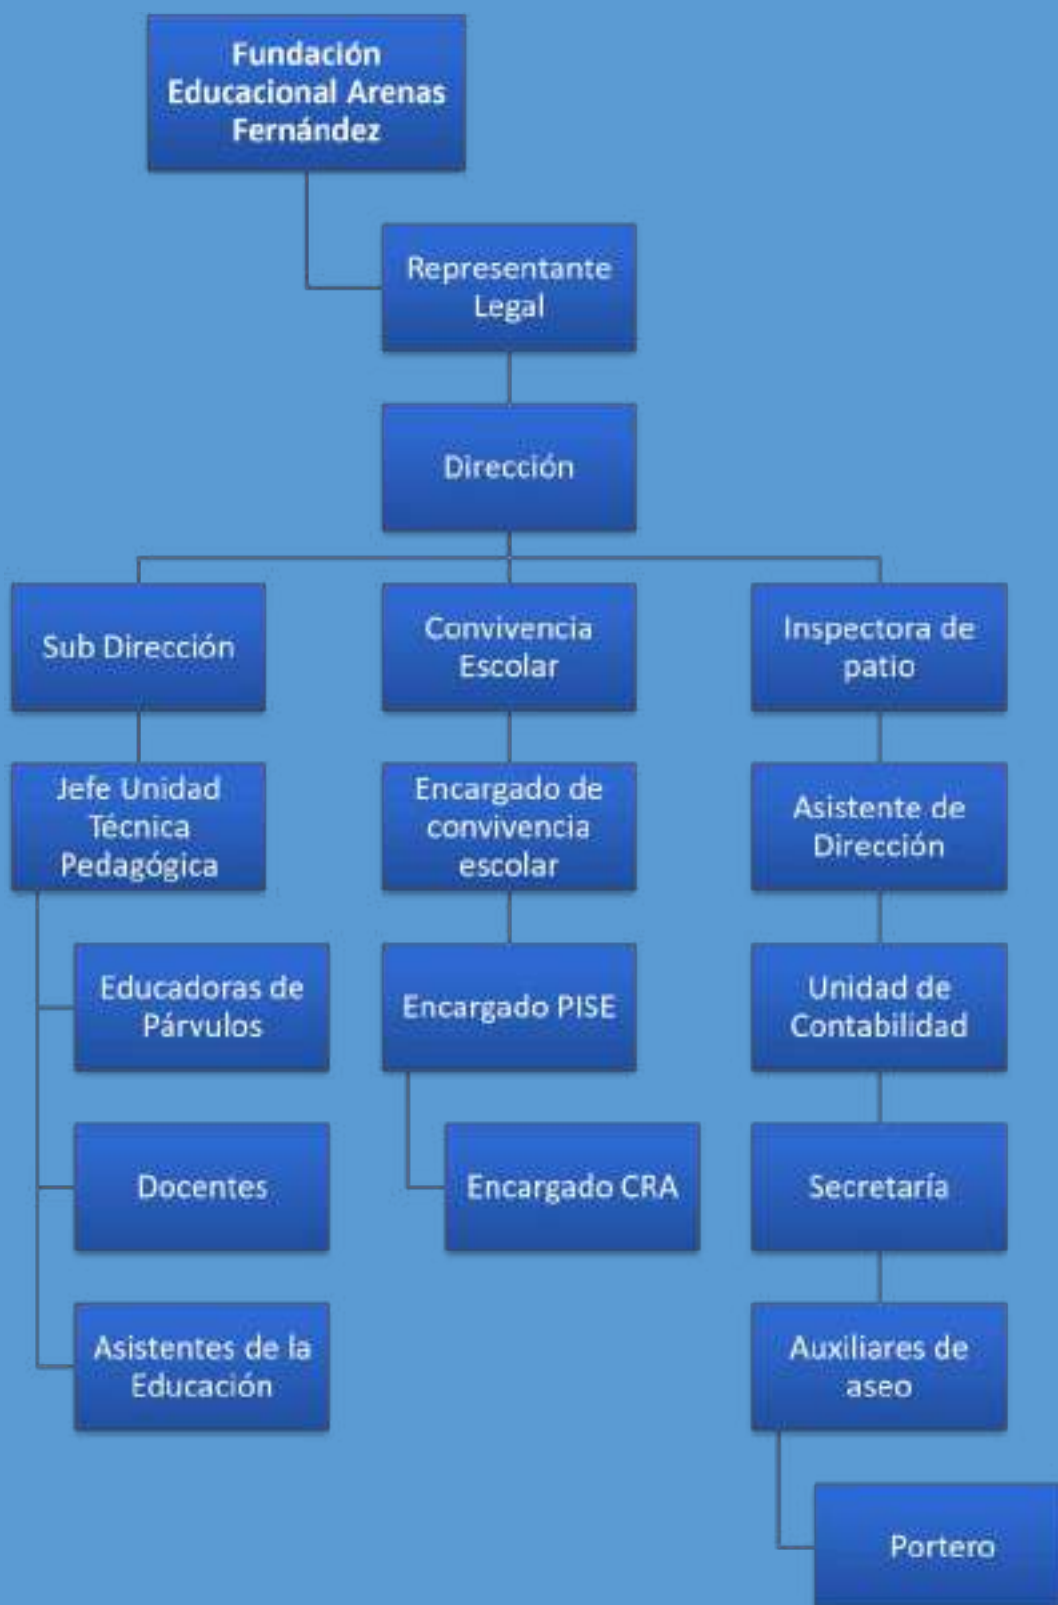 Fundación
Educacional Arenas
Fernández
Representante
Legal
Dirección
Sub Dirección
Convivencia
Escolar
Inspectora de
patio
Jefe Unidad
Técnica
Pedagógica
Encargado de
convivencia
escolar
Asistente de
Dirección
Educadoras de
Párvulos
Encargado PISE
Unidad de
Contabilidad
Docentes
Encargado CRA
Secretaría
Asistentes de la
Educación
Auxiliares de
aseo
Portero